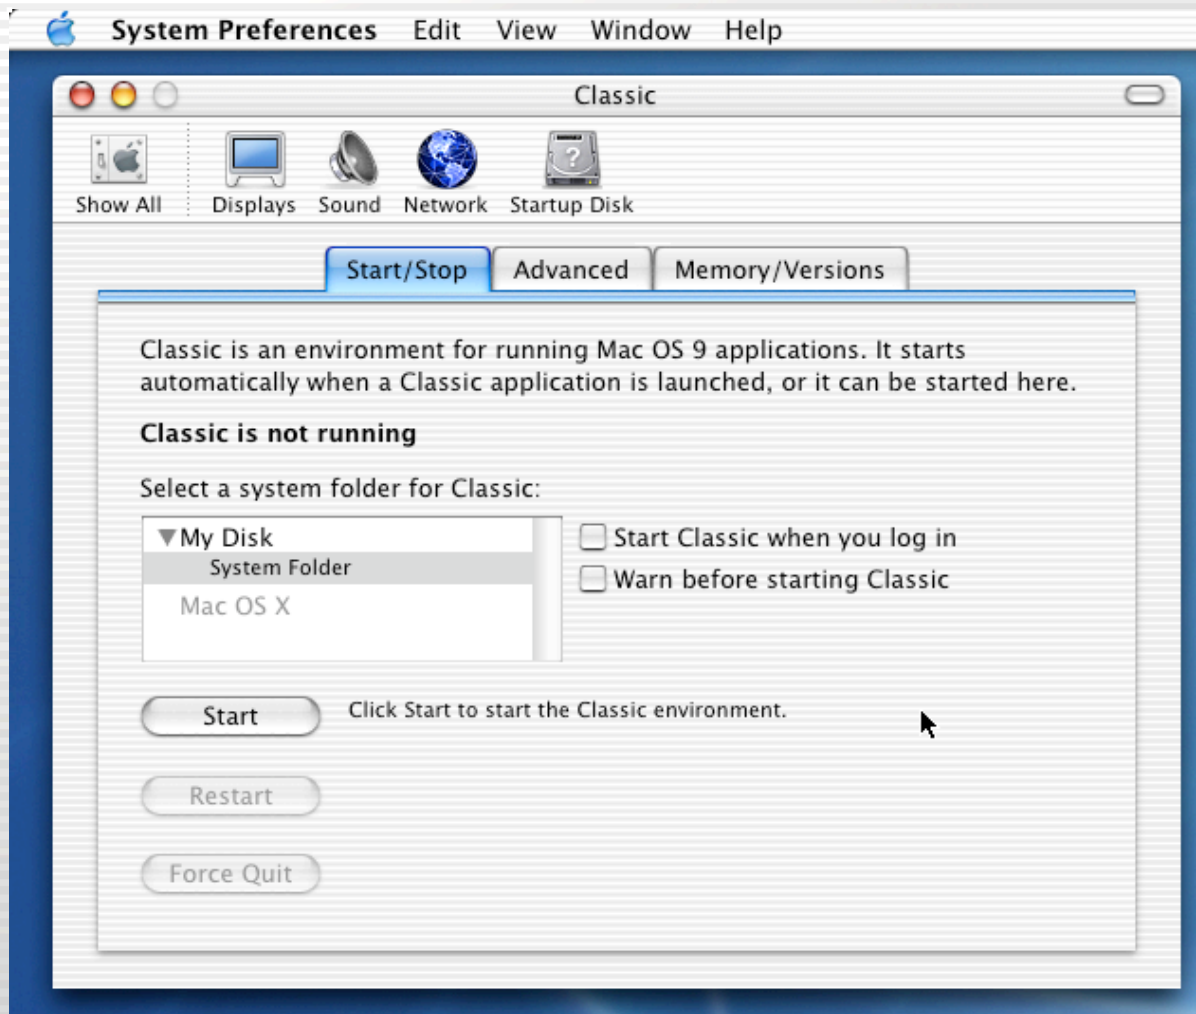 System Preferences Edit View Window Help
Classic
Show All Displays Sound Network Startup Disk
Start/Stop Advanced Memory/Versions
Classic is an environment for running Mac OS 9 applications. It starts
automatically when a Classic application is launched, or it can be started here.
Classic is not running
Select a system folder for Classic:
My Disk
System Folder
Mac OS X
Start Classic when you log in
Warn before starting Classic
Start Click Start to start the Classic environment.
Restart
Force Quit